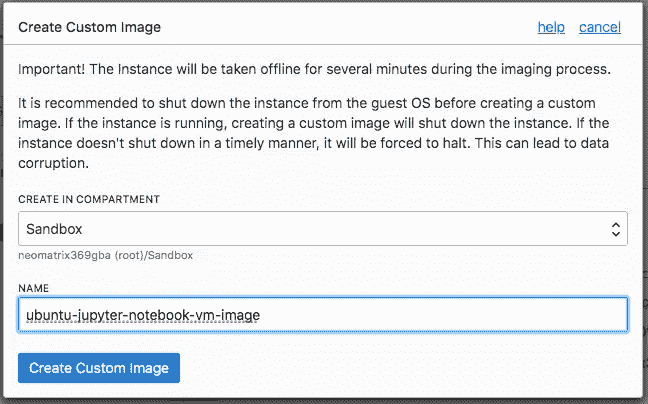 Create Custom Image help cancel
Important! The Instance will be taken offline for several minutes during the imaging process.
It is recommended to shut down the instance from the guest OS before creating a custom
image. If the instance is running, creating a custom image will shut down the instance. If the
instance doesn't shut down in a timely manner, it will be forced to halt. This can lead to data
corruption.
CREATE IN COMPARTMENT
Sandbox
neomatrix369gba (root)/Sandbox
NAME
ubuntu-jupyter-notebook-vm-image
Create Custom Image